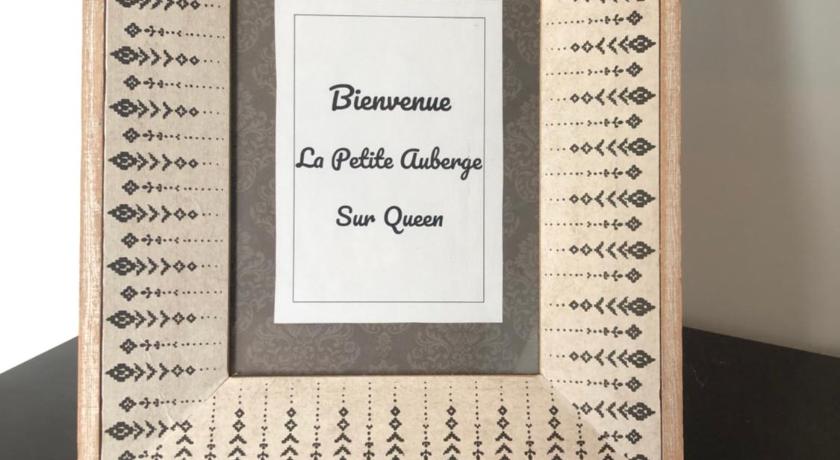 Bienvenue
La Petite Auberge
Sur Queen